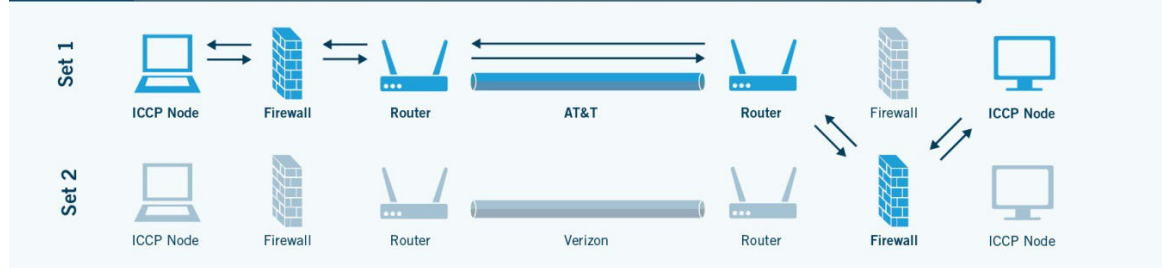 Set 1
ICCP Node
Firewall
Router
AT&T
Router
Firewall
ICCP Node
Set 2
ICCP Node
Firewall
Router
Verizon
Router
Firewall
ICCP Node